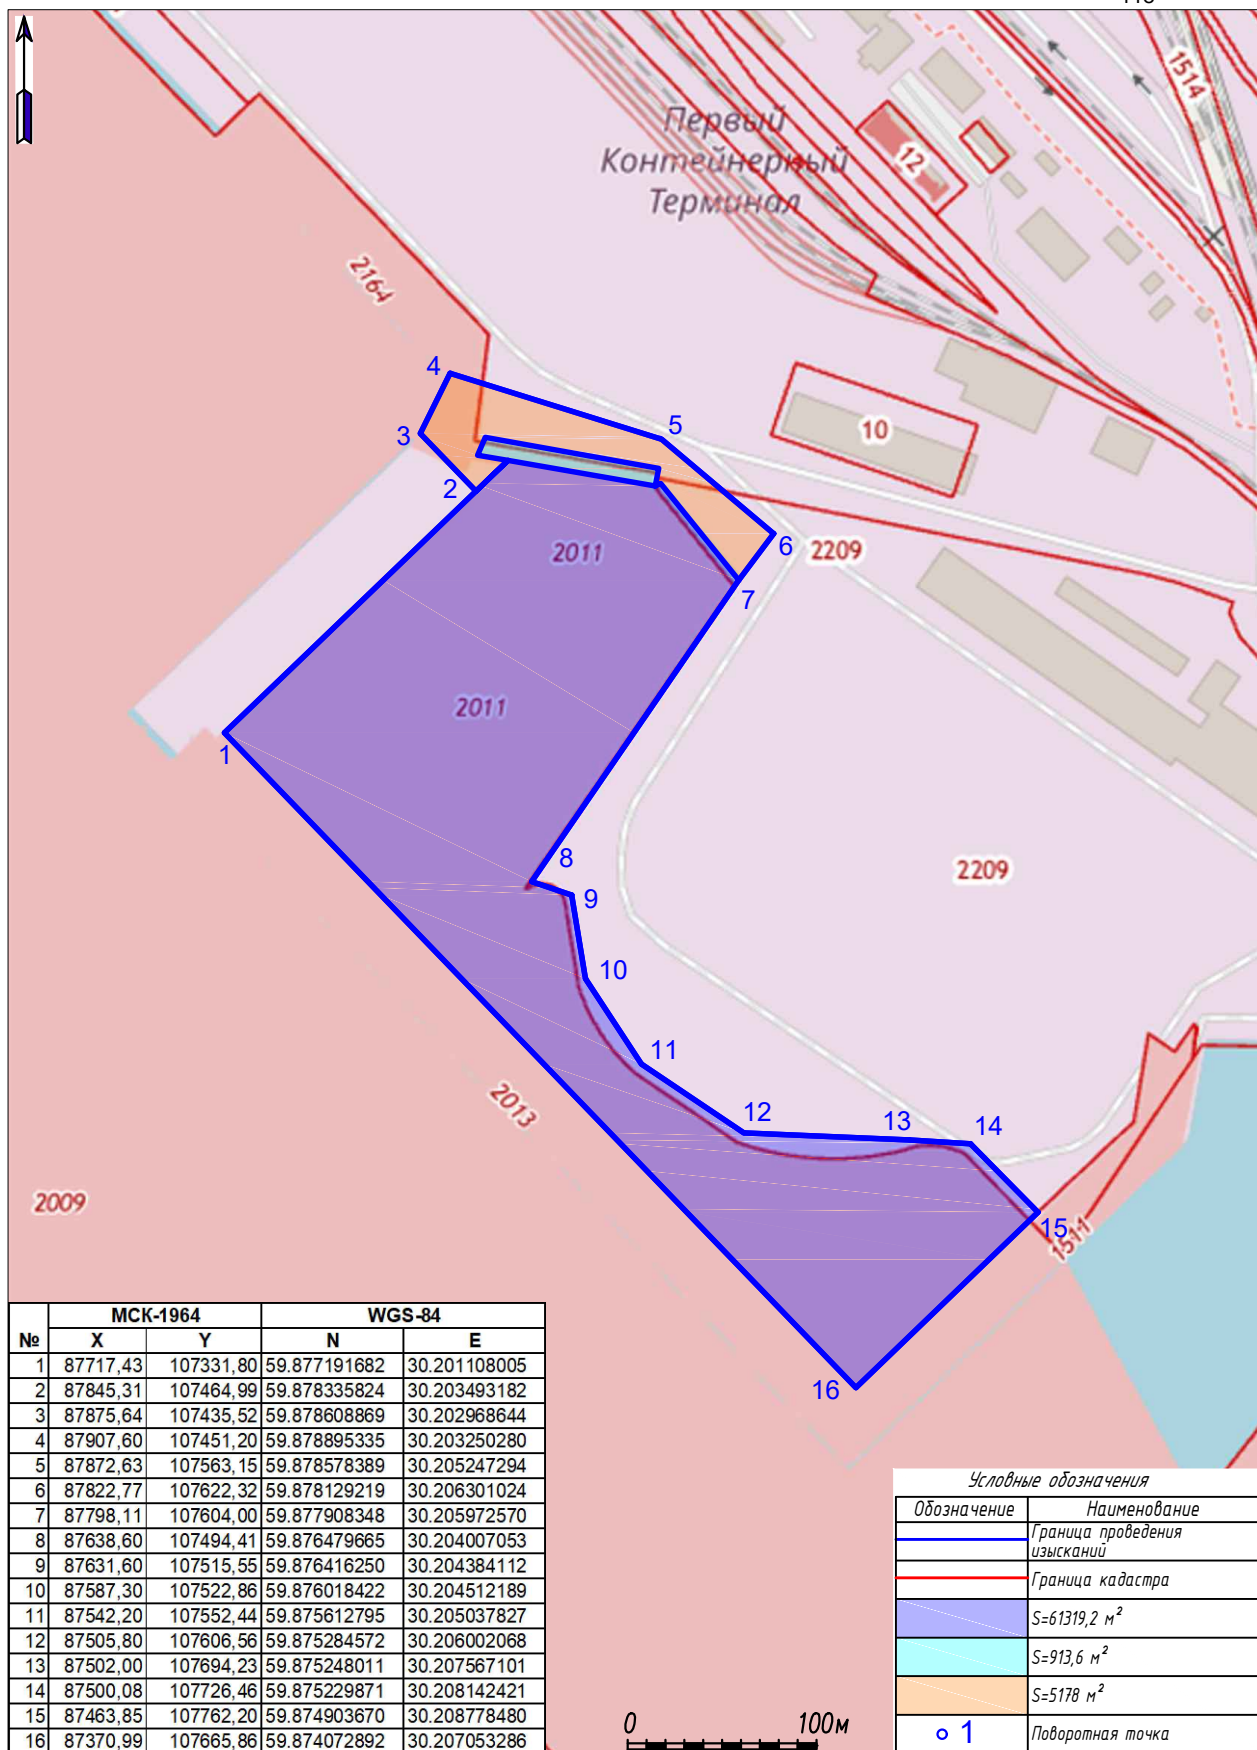 Первый
Контейнерный
Терминал
1514
12
2164
4
5
3
10
2
2011
6
2209
7
2011
1
8
9
2209
10
11
2013
12
13
14
2009
15
1511
16
МСК-1964 WGS-84
№ X Y N E
1 87717,43 107331,80 59.877191682 30.201108005
2 87845,31 107464,99 59.878335824 30.203493182
3 87875,64 107435,52 59.878608869 30.202968644
4 87907,60 107451,20 59.878895335 30.203250280
5 87872,63 107563,15 59.878578389 30.205247294
6 87822,77 107622,32 59.878129219 30.206301024
7 87798,11 107604,00 59.877908348 30.205972570
8 87638,60 107494,41 59.876479665 30.204007053
9 87631,60 107515,55 59.876416250 30.204384112
10 87587,30 107522,86 59.876018422 30.204512189
11 87542,20 107552,44 59.875612795 30.205037827
12 87505,80 107606,56 59.875284572 30.206002068
13 87502,00 107694,23 59.875248011 30.207567101
14 87500,08 107726,46 59.875229871 30.208142421
15 87463,85 107762,20 59.874903670 30.208778480
16 87370,99 107665,86 59.874072892 30.207053286
0 100м
Условные обозначения
Обозначение Наименование
Граница проведения
изысканий
Граница кадастра
S=61319,2 м²
S=913,6 м²
S=5178 м²
1 Поворотная точка